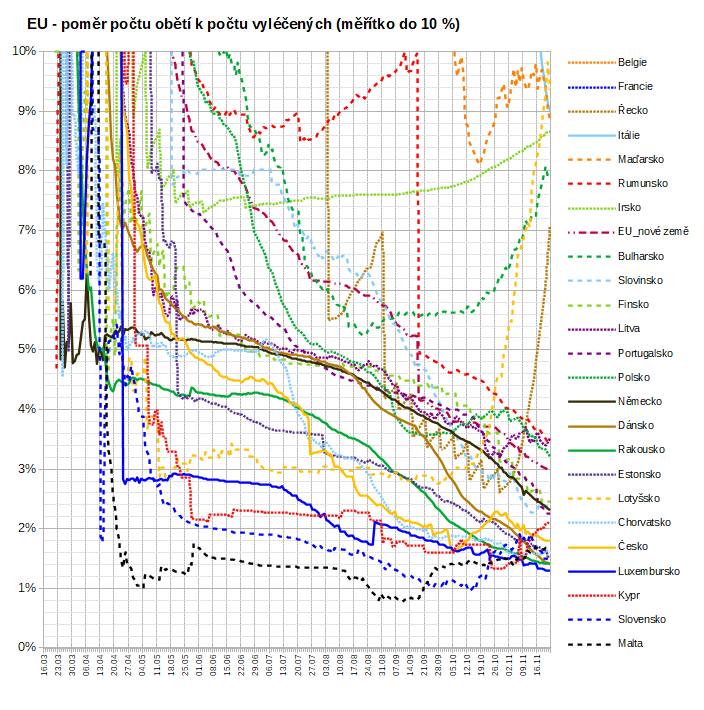 EU - poměr počtu obětí k počtu vyléčených (měřítko do 10 %)
10%
9%
8%
7%
6%
5%
4%
3%
2%
1%
0%
16.03
23.03
30.03
06.04
13.04
20.04
27.04
04.05
11.05
18.05
25.05
01.06
08.06
15.06
22.06
29.06
06.07
13.07
20.07
27.07
03.08
10.08
17.08
24.08
31.08
07.09
14.09
21.09
28.09
05.10
12.10
19.10
26.10
02.11
09.11
16.11
Belgie
Francie
Řecko
Itálie
Maďarsko
Rumunsko
Irsko
EU_nové země
Bulharsko
Slovinsko
Finsko
Litva
Portugalsko
Polsko
Německo
Dánsko
Rakousko
Estonsko
Lotyšsko
Chorvatsko
Česko
Luxembursko
Kypr
Slovensko
Malta